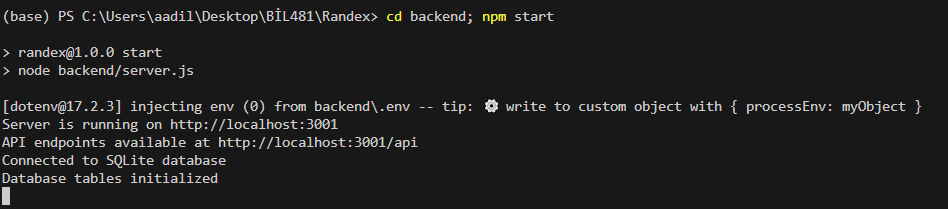 (base) PS C:\Users\aadil\Desktop\BİL481\Randex> cd backend; npm start
> randex@1.0.0 start
> node backend/server.js
[dotenv@17.2.3] injecting env (0) from backend\.env -- tip: ⚙️ write to custom object with { processEnv: myObject }
Server is running on http://localhost:3001
API endpoints available at http://localhost:3001/api
Connected to SQLite database
Database tables initialized